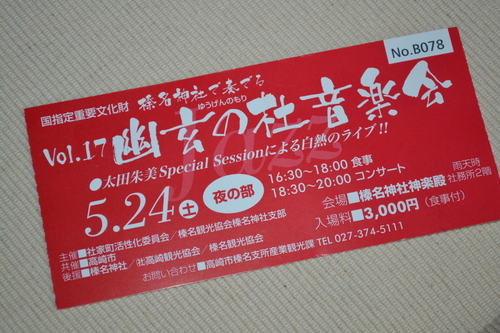 No.B078
国指定重要文化財 榛名神社で奏でる
ゆうげんのもり
Vol.17 幽玄の杜音楽会
Jazz
●太田朱美Special Sessionによる白熱のライブ!!
5.24土 夜の部
16:30~18:00 食事
18:30~20:00 コンサート
会場■榛名神社神楽殿 雨天時 社務所2階
入場料■3,000円(食事付)
主催■社家町活性化委員会/榛名観光協会榛名神社支部
共催■高崎市
後援■榛名神社/㈳高崎観光協会/榛名観光協会
お問い合わせ■高崎市榛名支所産業観光課 TEL 027-374-5111